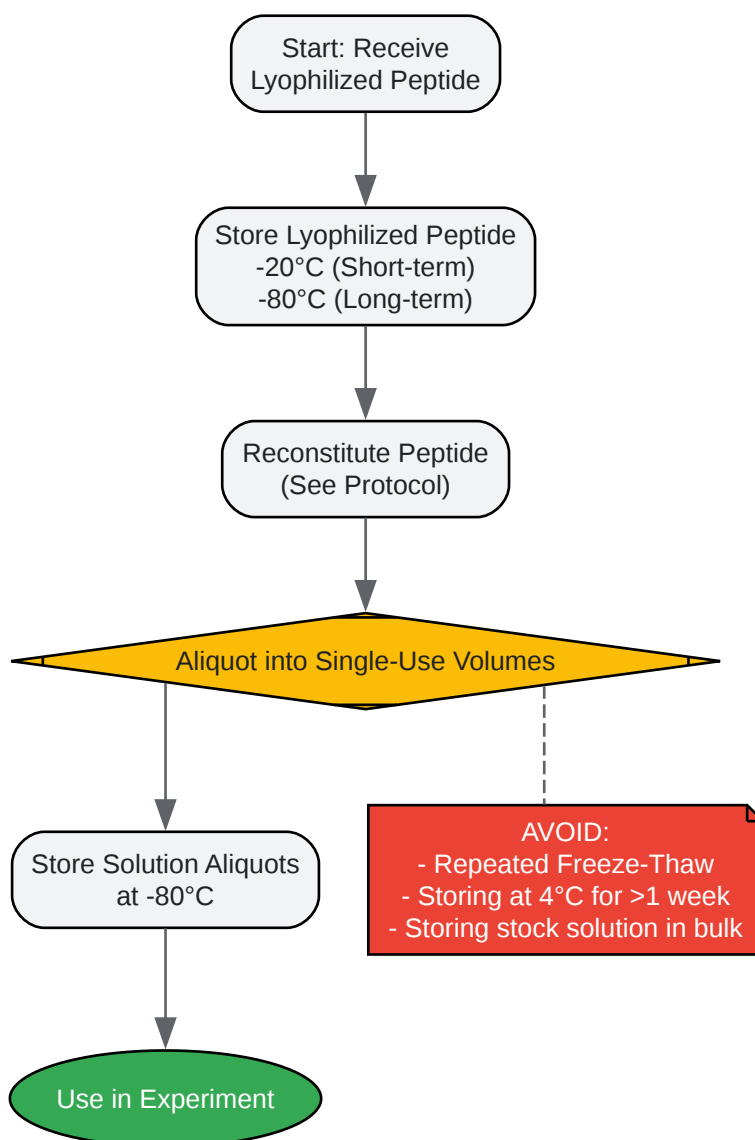 Start: Receive
Lyophilized Peptide
Store Lyophilized Peptide
-20°C (Short-term)
-80°C (Long-term)
Reconstitute Peptide
(See Protocol)
Aliquot into Single-Use Volumes
Store Solution Aliquots
at -80°C
AVOID:
- Repeated Freeze-Thaw
- Storing at 4°C for >1 week
- Storing stock solution in bulk
Use in Experiment